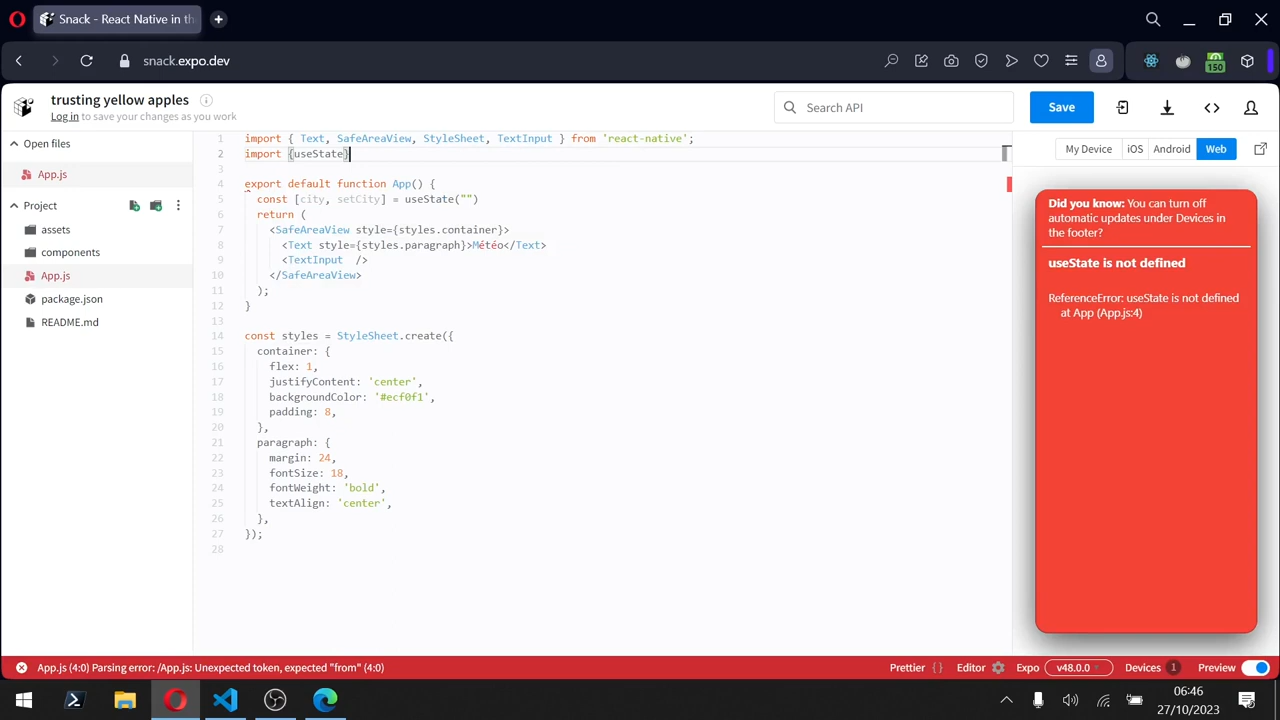 Snack - React Native in th
snack.expo.dev
150
trusting yellow apples
Log in to save your changes as you work
Search API
Save
Open files
App.js
Project
assets
components
App.js
package.json
README.md
1 import { Text, SafeAreaView, StyleSheet, TextInput } from 'react-native';
2 import {useState}
3
4 export default function App() {
5 const [city, setCity] = useState("")
6 return (
7 <SafeAreaView style={styles.container}>
8 <Text style={styles.paragraph}>Météo</Text>
9 <TextInput  />
10 </SafeAreaView>
11 );
12 }
13
14 const styles = StyleSheet.create({
15 container: {
16 flex: 1,
17 justifyContent: 'center',
18 backgroundColor: '#ecf0f1',
19 padding: 8,
20 },
21 paragraph: {
22 margin: 24,
23 fontSize: 18,
24 fontWeight: 'bold',
25 textAlign: 'center',
26 },
27 });
28
My Device iOS Android Web
Did you know: You can turn off
automatic updates under Devices in
the footer?
useState is not defined
ReferenceError: useState is not defined
at App (App.js:4)
App.js (4:0) Parsing error: /App.js: Unexpected token, expected "from" (4:0)
Prettier {} Editor Expo v48.0.0 Devices 1 Preview
06:46
27/10/2023